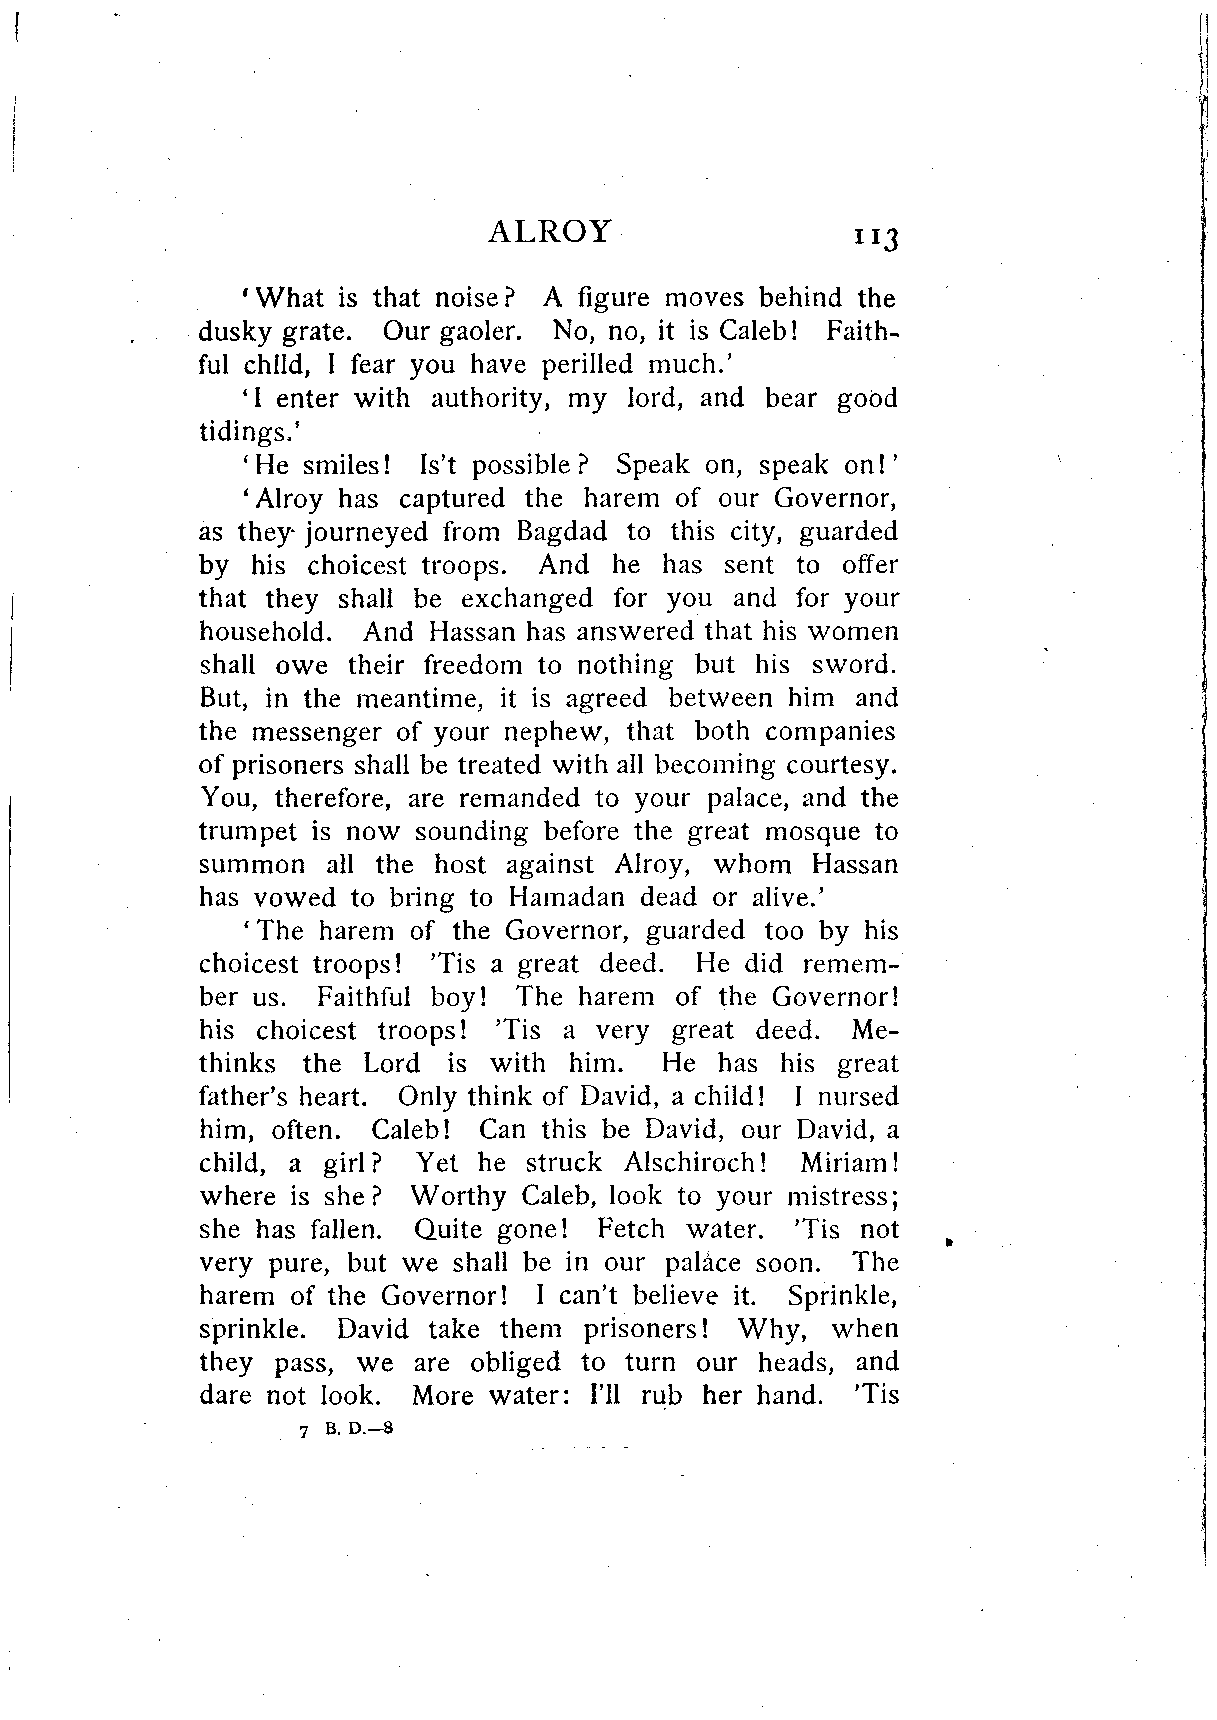 ALROY 113
'What is that noise? A figure moves behind the
dusky grate. Our gaoler. No, no, it is Caleb! Faith-
ful child, I fear you have perilled much.'
'I enter with authority, my lord, and bear good
tidings.'
'He smiles! Is't possible? Speak on, speak on!'
'Alroy has captured the harem of our Governor,
as they journeyed from Bagdad to this city, guarded
by his choicest troops. And he has sent to offer
that they shall be exchanged for you and for your
household. And Hassan has answered that his women
shall owe their freedom to nothing but his sword.
But, in the meantime, it is agreed between him and
the messenger of your nephew, that both companies
of prisoners shall be treated with all becoming courtesy.
You, therefore, are remanded to your palace, and the
trumpet is now sounding before the great mosque to
summon all the host against Alroy, whom Hassan
has vowed to bring to Hamadan dead or alive.'
'The harem of the Governor, guarded too by his
choicest troops! 'Tis a great deed. He did remem-
ber us. Faithful boy! The harem of the Governor!
his choicest troops! 'Tis a very great deed. Me-
thinks the Lord is with him. He has his great
father's heart. Only think of David, a child! I nursed
him, often. Caleb! Can this be David, our David, a
child, a girl? Yet he struck Alschiroch! Miriam!
where is she? Worthy Caleb, look to your mistress;
she has fallen. Quite gone! Fetch water. 'Tis not
very pure, but we shall be in our palace soon. The
harem of the Governor! I can't believe it. Sprinkle,
sprinkle. David take them prisoners! Why, when
they pass, we are obliged to turn our heads, and
dare not look. More water: I'll rub her hand. 'Tis
7 B. D.—8